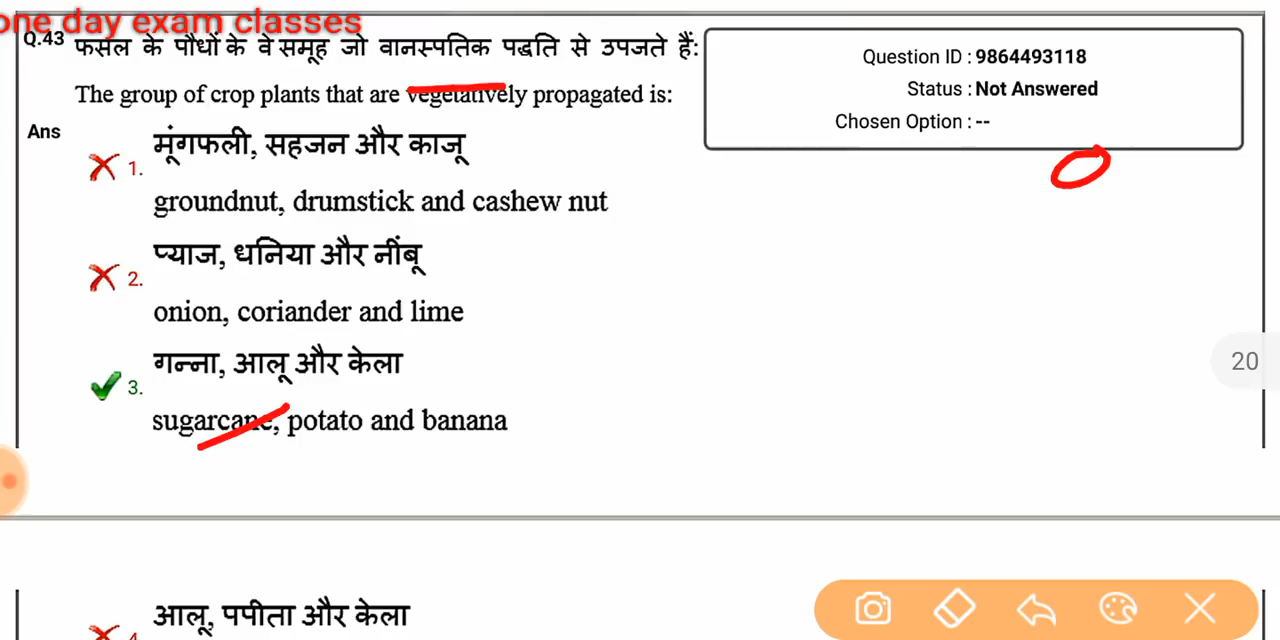 one day exam classes
Q.43 फसल के पौधों के वे समूह जो वानस्पतिक पद्धति से उपजते हैं:
The group of crop plants that are vegetatively propagated is:
Question ID : 9864493118
Status : Not Answered
Chosen Option : --
Ans
1. मूंगफली, सहजन और काजू
groundnut, drumstick and cashew nut
2. प्याज, धनिया और नींबू
onion, coriander and lime
3. गन्ना, आलू और केला
sugarcane, potato and banana
20
4. आलू, पपीता और केला